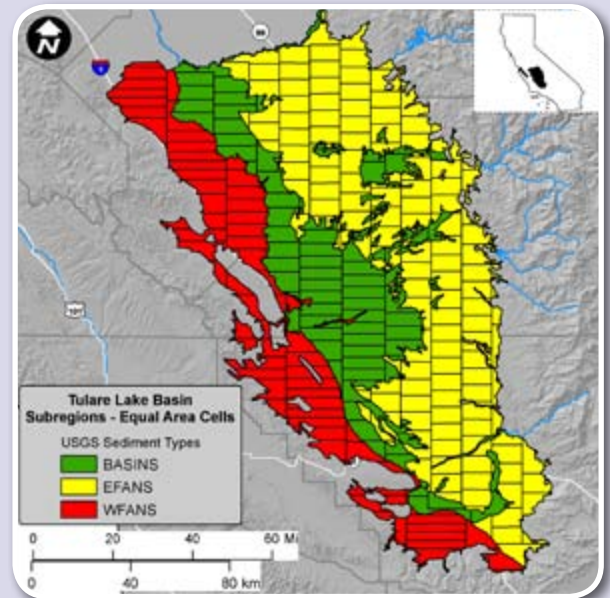 N
99
5
101
Tulare Lake Basin
Subregions - Equal Area Cells
USGS Sediment Types
BASINS
EFANS
WFANS
0 20 40 60 Mi
0 40 80 km